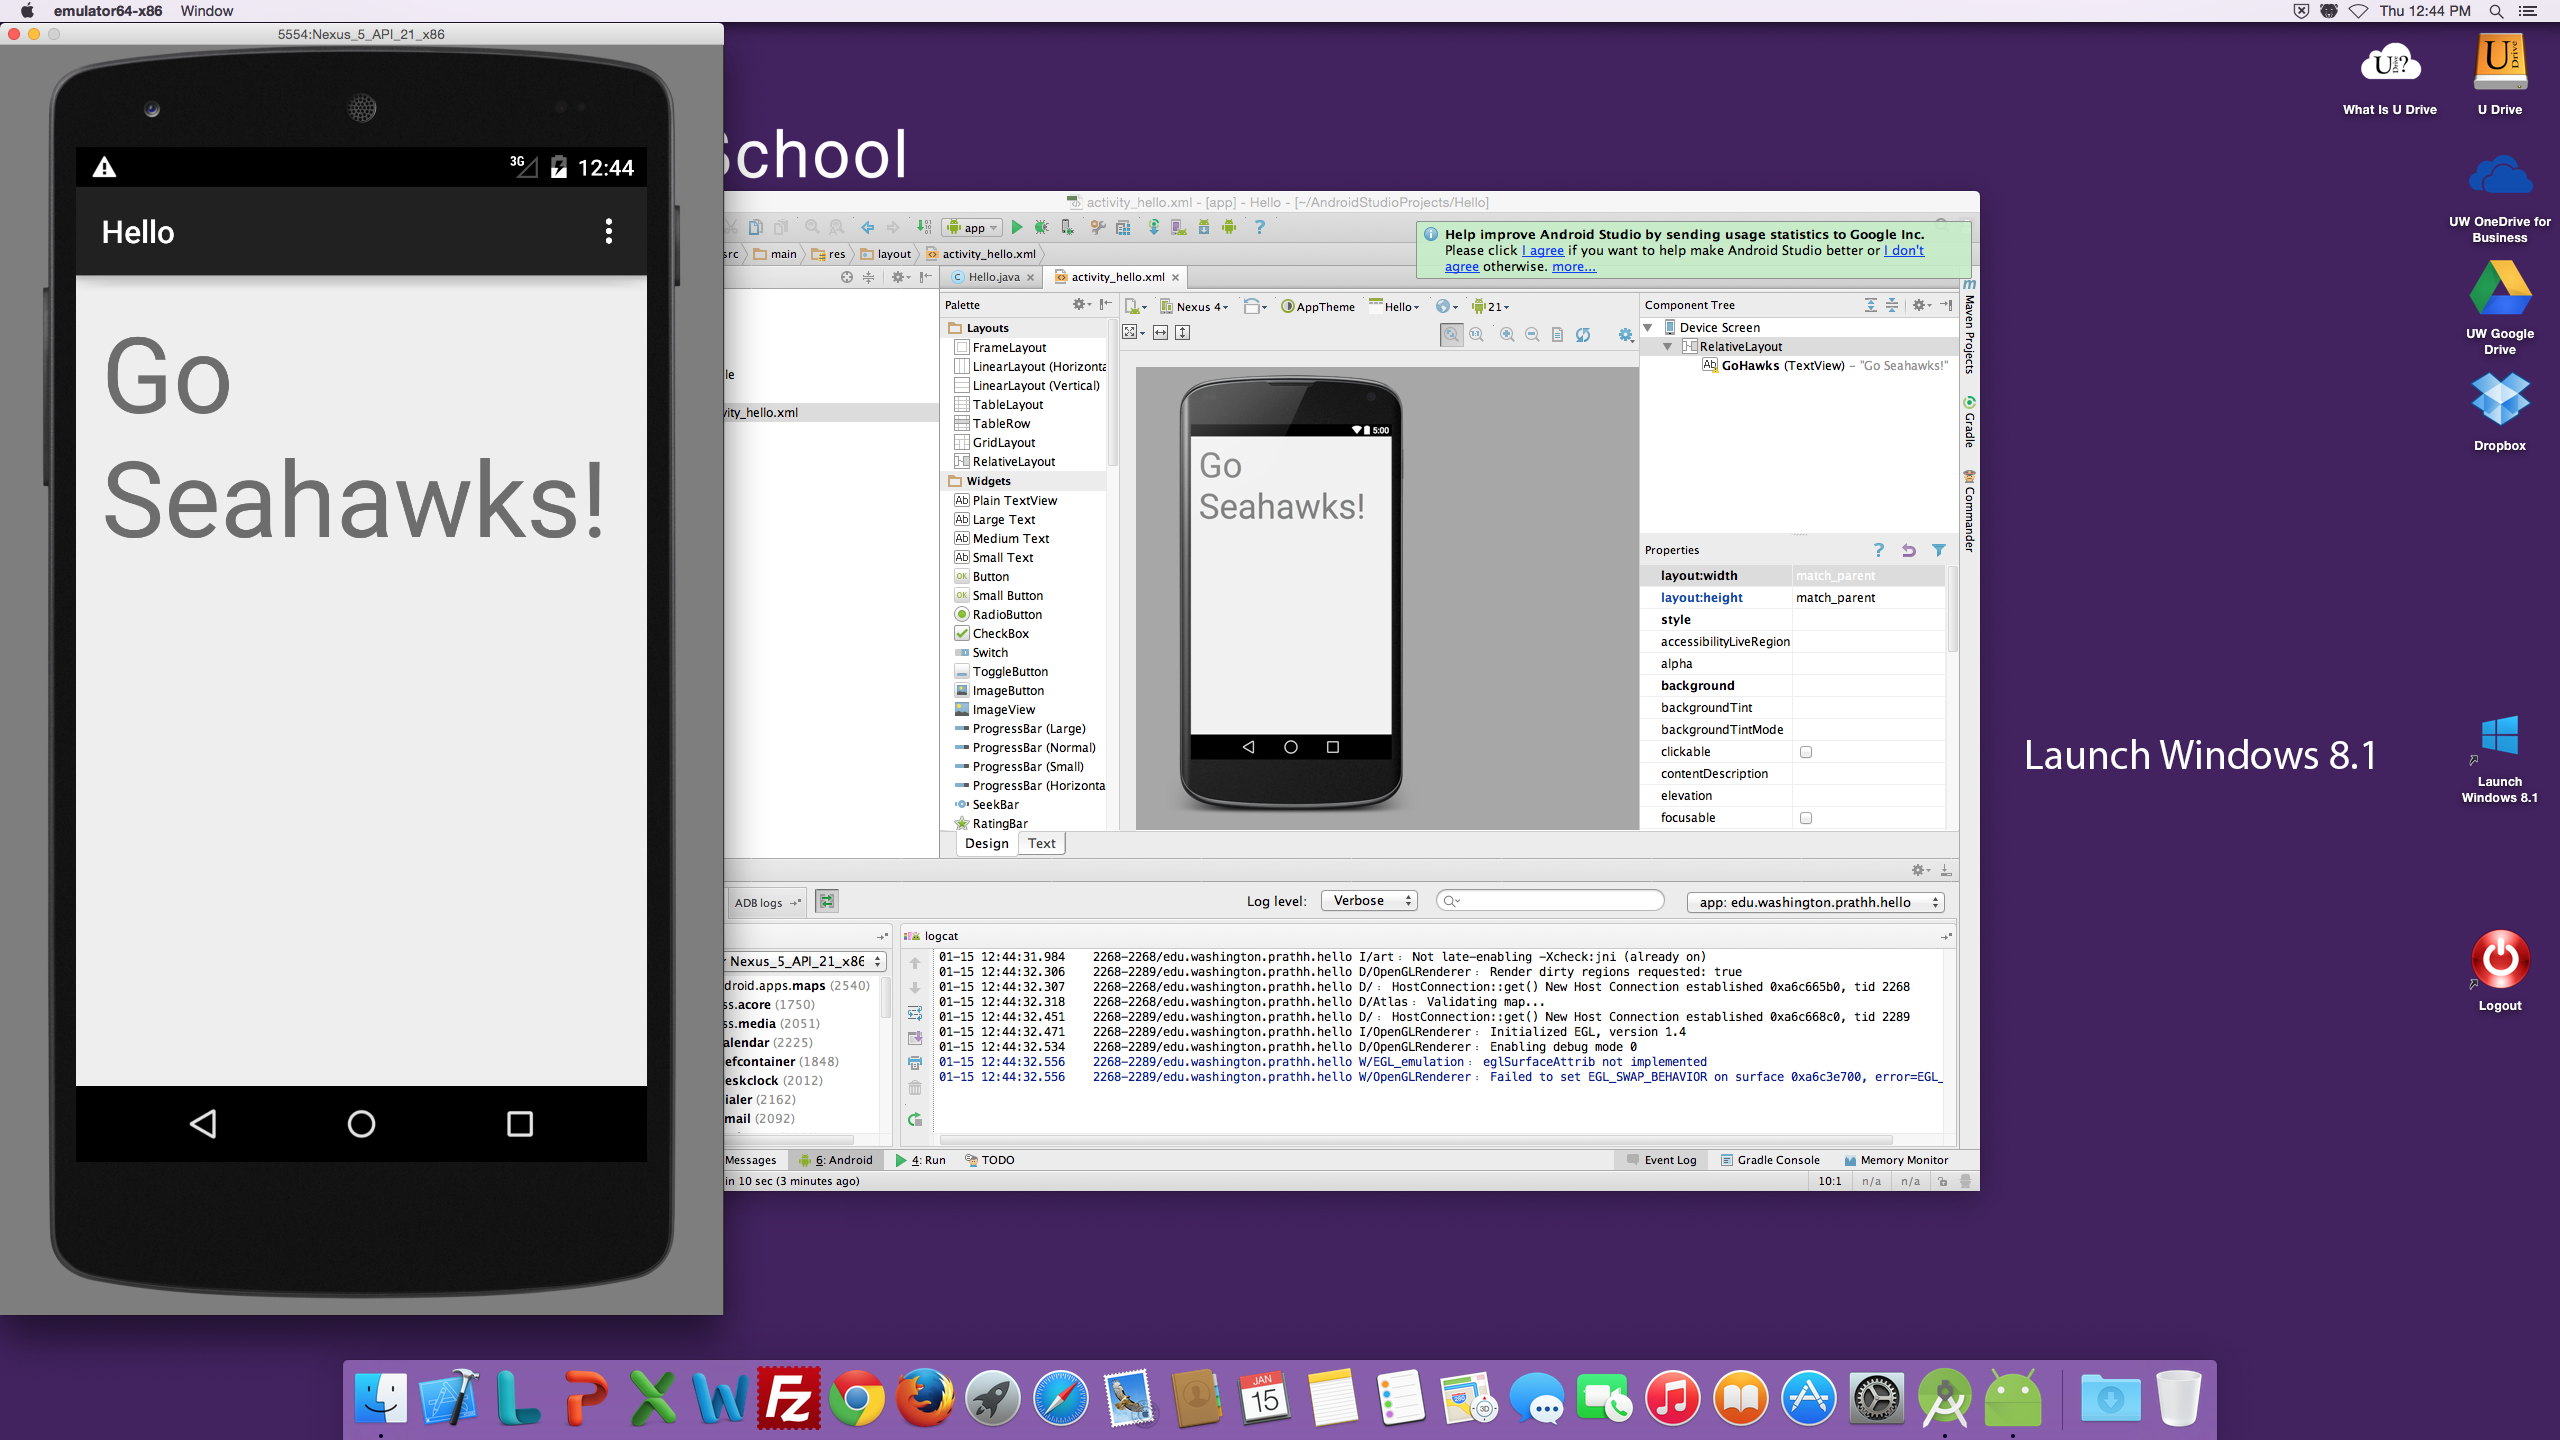 emulator64-x86 Window
Thu 12:44 PM
5554:Nexus_5_API_21_x86
3G 12:44
Hello
Go
Seahawks!
School
activity_hello.xml - [app] - Hello - [~/AndroidStudioProjects/Hello]
app
src main res layout activity_hello.xml
Help improve Android Studio by sending usage statistics to Google Inc.
Please click I agree if you want to help make Android Studio better or I don't
agree otherwise. more...
Hello.java activity_hello.xml
le
vity_hello.xml
Palette
Layouts
FrameLayout
LinearLayout (Horizonta
LinearLayout (Vertical)
TableLayout
TableRow
GridLayout
RelativeLayout
Widgets
Plain TextView
Large Text
Medium Text
Small Text
Button
Small Button
RadioButton
CheckBox
Switch
ToggleButton
ImageButton
ImageView
ProgressBar (Large)
ProgressBar (Normal)
ProgressBar (Small)
ProgressBar (Horizonta
SeekBar
RatingBar
Design Text
Nexus 4 AppTheme Hello 21
5:00
Go
Seahawks!
Component Tree
Device Screen
RelativeLayout
GoHawks (TextView) – "Go Seahawks!"
Properties
layout:width match_parent
layout:height match_parent
style
accessibilityLiveRegion
alpha
background
backgroundTint
backgroundTintMode
clickable
contentDescription
elevation
focusable
Maven Projects
Gradle
Commander
ADB logs
Log level: Verbose
app: edu.washington.prathh.hello
logcat
Nexus_5_API_21_x86
droid.apps.maps (2540)
ss.acore (1750)
ss.media (2051)
alendar (2225)
efcontainer (1848)
eskclock (2012)
ialer (2162)
mail (2092)
01-15 12:44:31.984 2268-2268/edu.washington.prathh.hello I/art﹕ Not late-enabling -Xcheck:jni (already on)
01-15 12:44:32.306 2268-2289/edu.washington.prathh.hello D/OpenGLRenderer﹕ Render dirty regions requested: true
01-15 12:44:32.307 2268-2268/edu.washington.prathh.hello D/﹕ HostConnection::get() New Host Connection established 0xa6c665b0, tid 2268
01-15 12:44:32.318 2268-2268/edu.washington.prathh.hello D/Atlas﹕ Validating map...
01-15 12:44:32.451 2268-2289/edu.washington.prathh.hello D/﹕ HostConnection::get() New Host Connection established 0xa6c668c0, tid 2289
01-15 12:44:32.471 2268-2289/edu.washington.prathh.hello I/OpenGLRenderer﹕ Initialized EGL, version 1.4
01-15 12:44:32.534 2268-2289/edu.washington.prathh.hello D/OpenGLRenderer﹕ Enabling debug mode 0
01-15 12:44:32.556 2268-2289/edu.washington.prathh.hello W/EGL_emulation﹕ eglSurfaceAttrib not implemented
01-15 12:44:32.556 2268-2289/edu.washington.prathh.hello W/OpenGLRenderer﹕ Failed to set EGL_SWAP_BEHAVIOR on surface 0xa6c3e700, error=EGL_
Messages 6: Android 4: Run TODO
Event Log Gradle Console Memory Monitor
in 10 sec (3 minutes ago)
10:1 n/a n/a
U Drive ?
What Is U Drive
U Drive
U Drive
UW OneDrive for
Business
UW Google
Drive
Dropbox
Launch Windows 8.1
Launch
Windows 8.1
Logout
Fz
JAN
15
3D